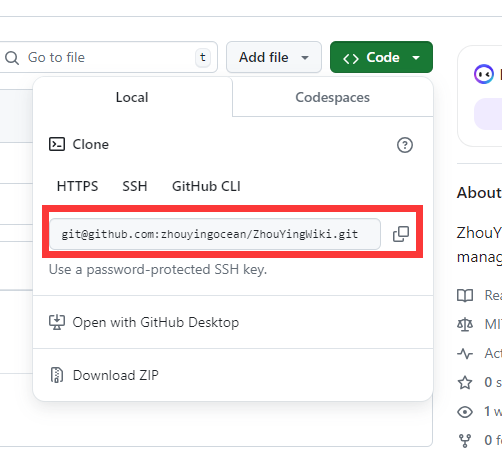 Go to file
t
Add file
Code
Local
Codespaces
Clone
HTTPS
SSH
GitHub CLI
git@github.com:zhouyingocean/ZhouYingWiki.git
Use a password-protected SSH key.
Open with GitHub Desktop
Download ZIP
About
ZhouY
manag
Rea
MI
Act
0 s
1 w
0 fo